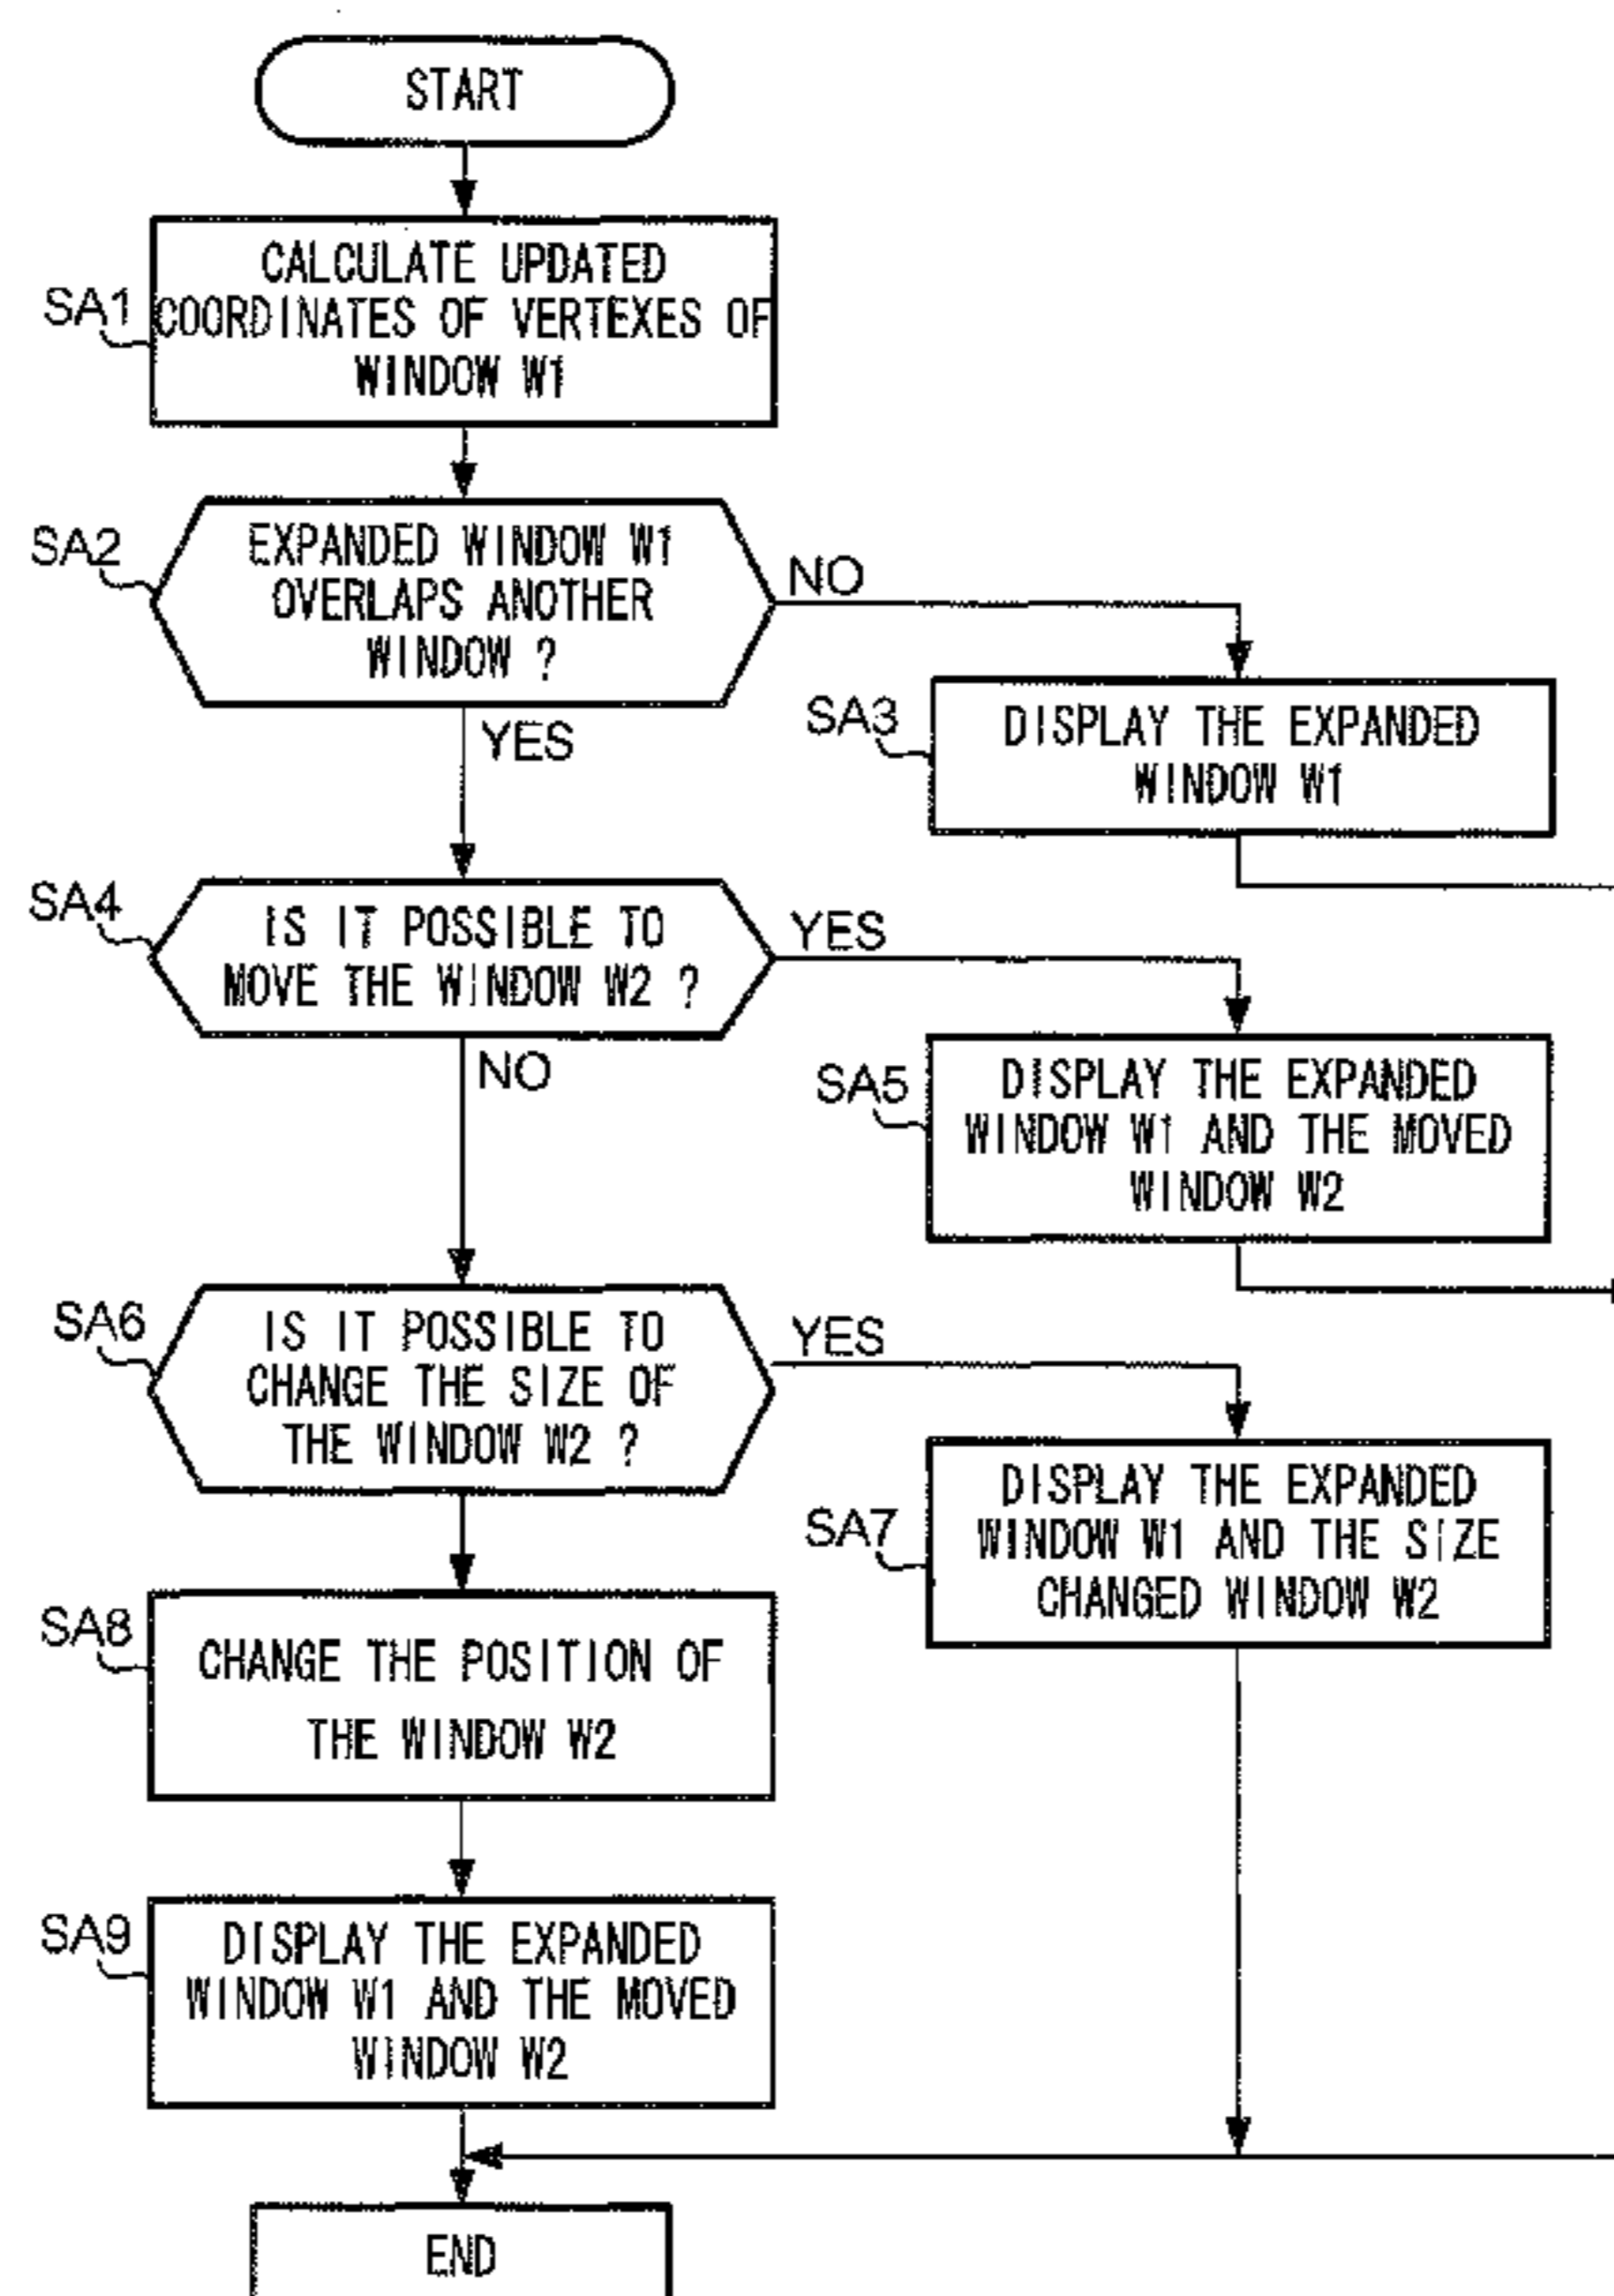 START
SA1
CALCULATE UPDATED
COORDINATES OF VERTEXES OF
WINDOW W1
SA2
EXPANDED WINDOW W1
OVERLAPS ANOTHER
WINDOW ?
NO
YES
SA3
DISPLAY THE EXPANDED
WINDOW W1
SA4
IS IT POSSIBLE TO
MOVE THE WINDOW W2 ?
YES
NO
SA5
DISPLAY THE EXPANDED
WINDOW W1 AND THE MOVED
WINDOW W2
SA6
IS IT POSSIBLE TO
CHANGE THE SIZE OF
THE WINDOW W2 ?
YES
SA7
DISPLAY THE EXPANDED
WINDOW W1 AND THE SIZE
CHANGED WINDOW W2
SA8
CHANGE THE POSITION OF
THE WINDOW W2
SA9
DISPLAY THE EXPANDED
WINDOW W1 AND THE MOVED
WINDOW W2
END